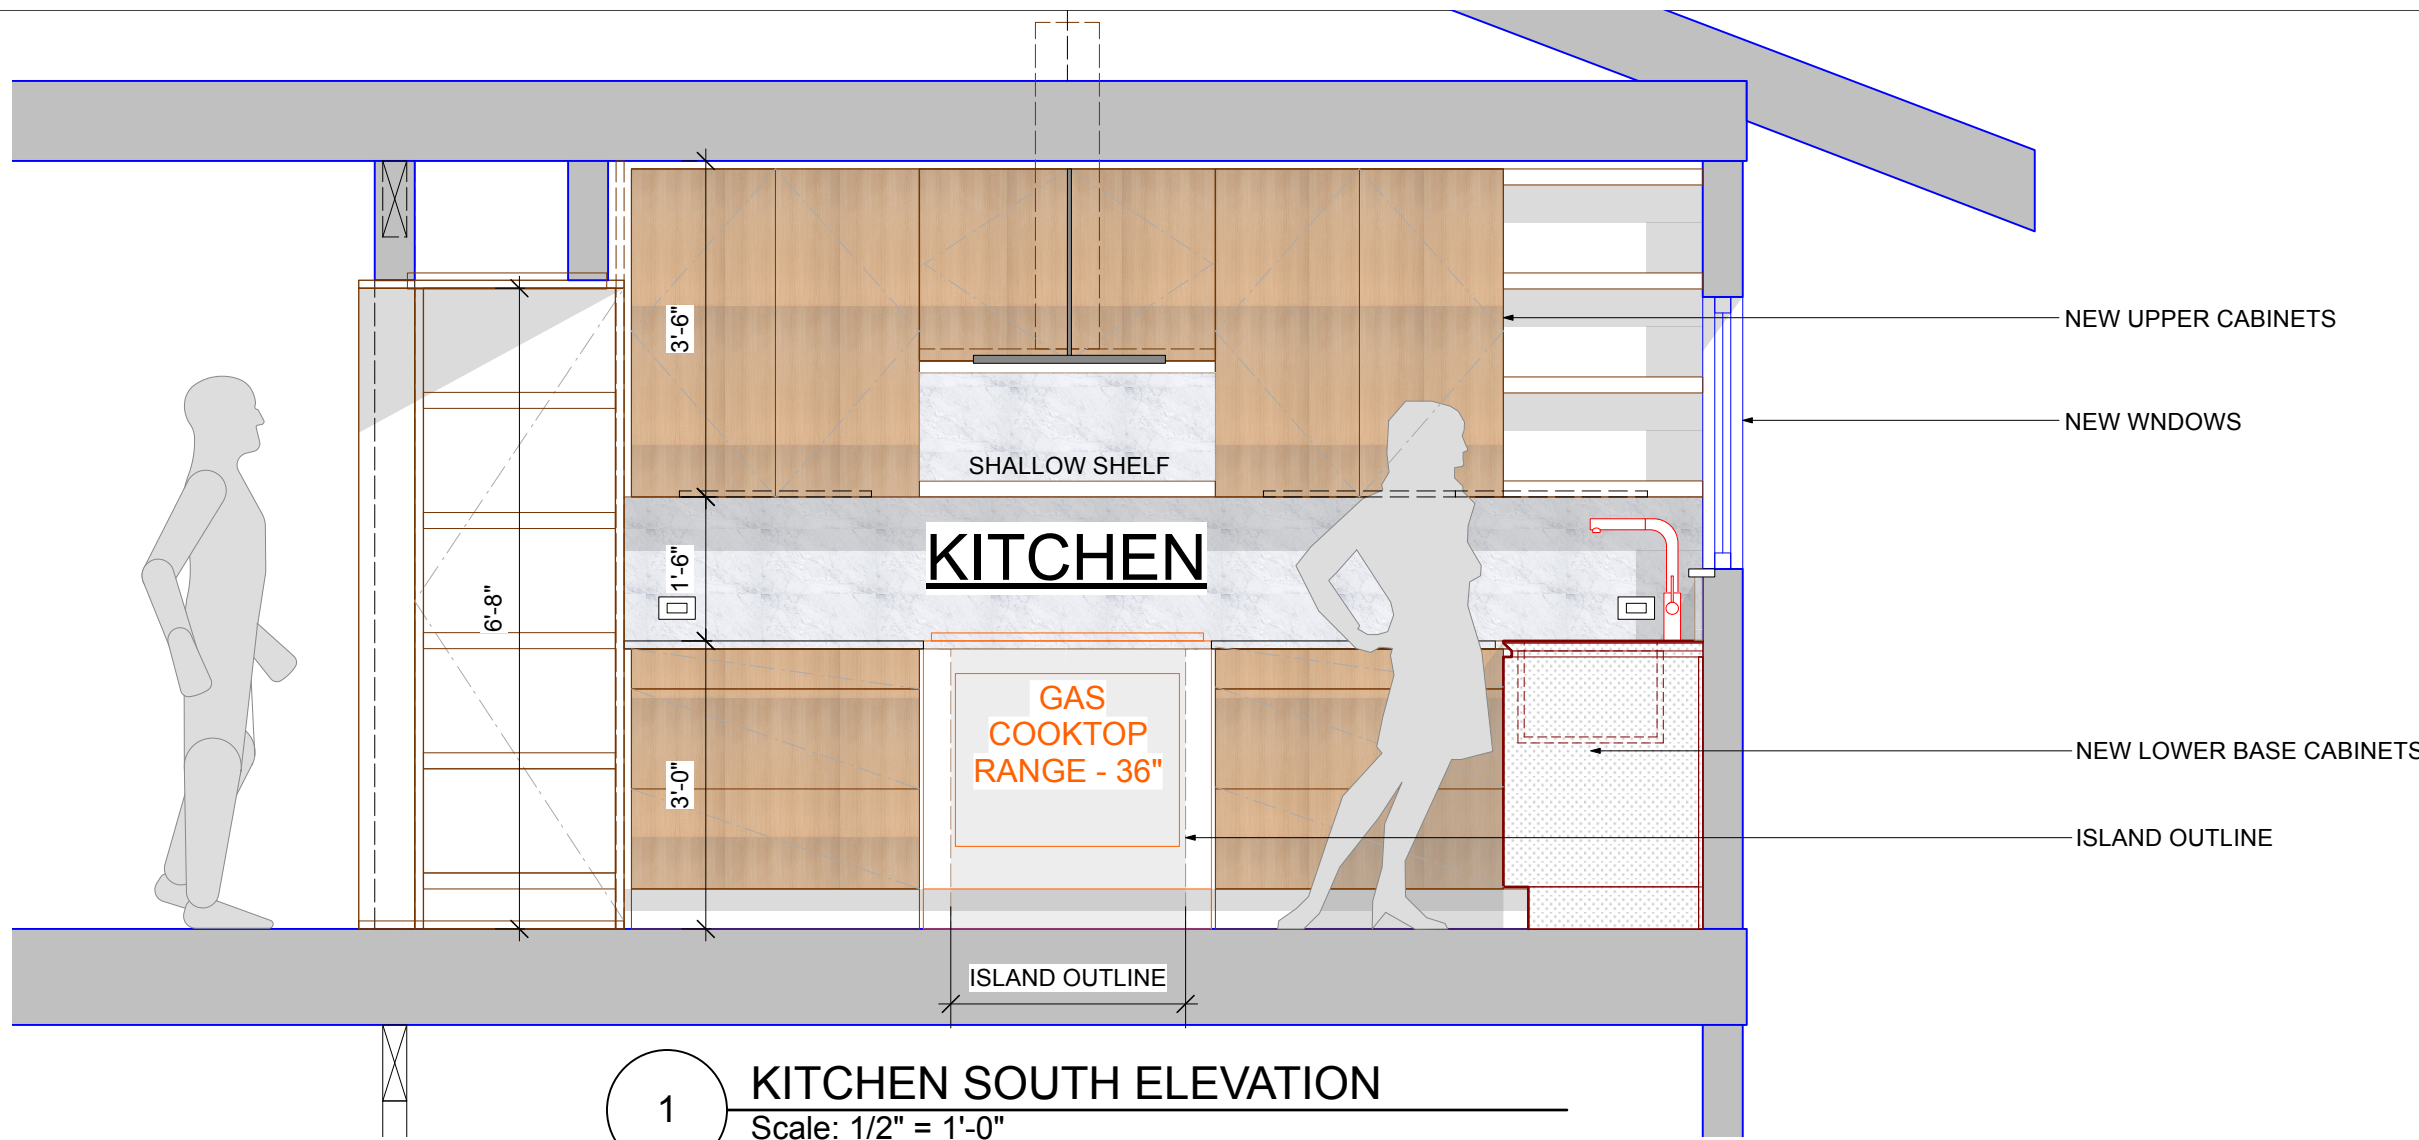 NEW UPPER CABINETS
3'-6"
NEW WNDOWS
SHALLOW SHELF
KITCHEN
1'-6"
6'-8"
GAS
COOKTOP
RANGE - 36"
NEW LOWER BASE CABINETS
3'-0"
ISLAND OUTLINE
ISLAND OUTLINE
1
KITCHEN SOUTH ELEVATION
Scale: 1/2" = 1'-0"